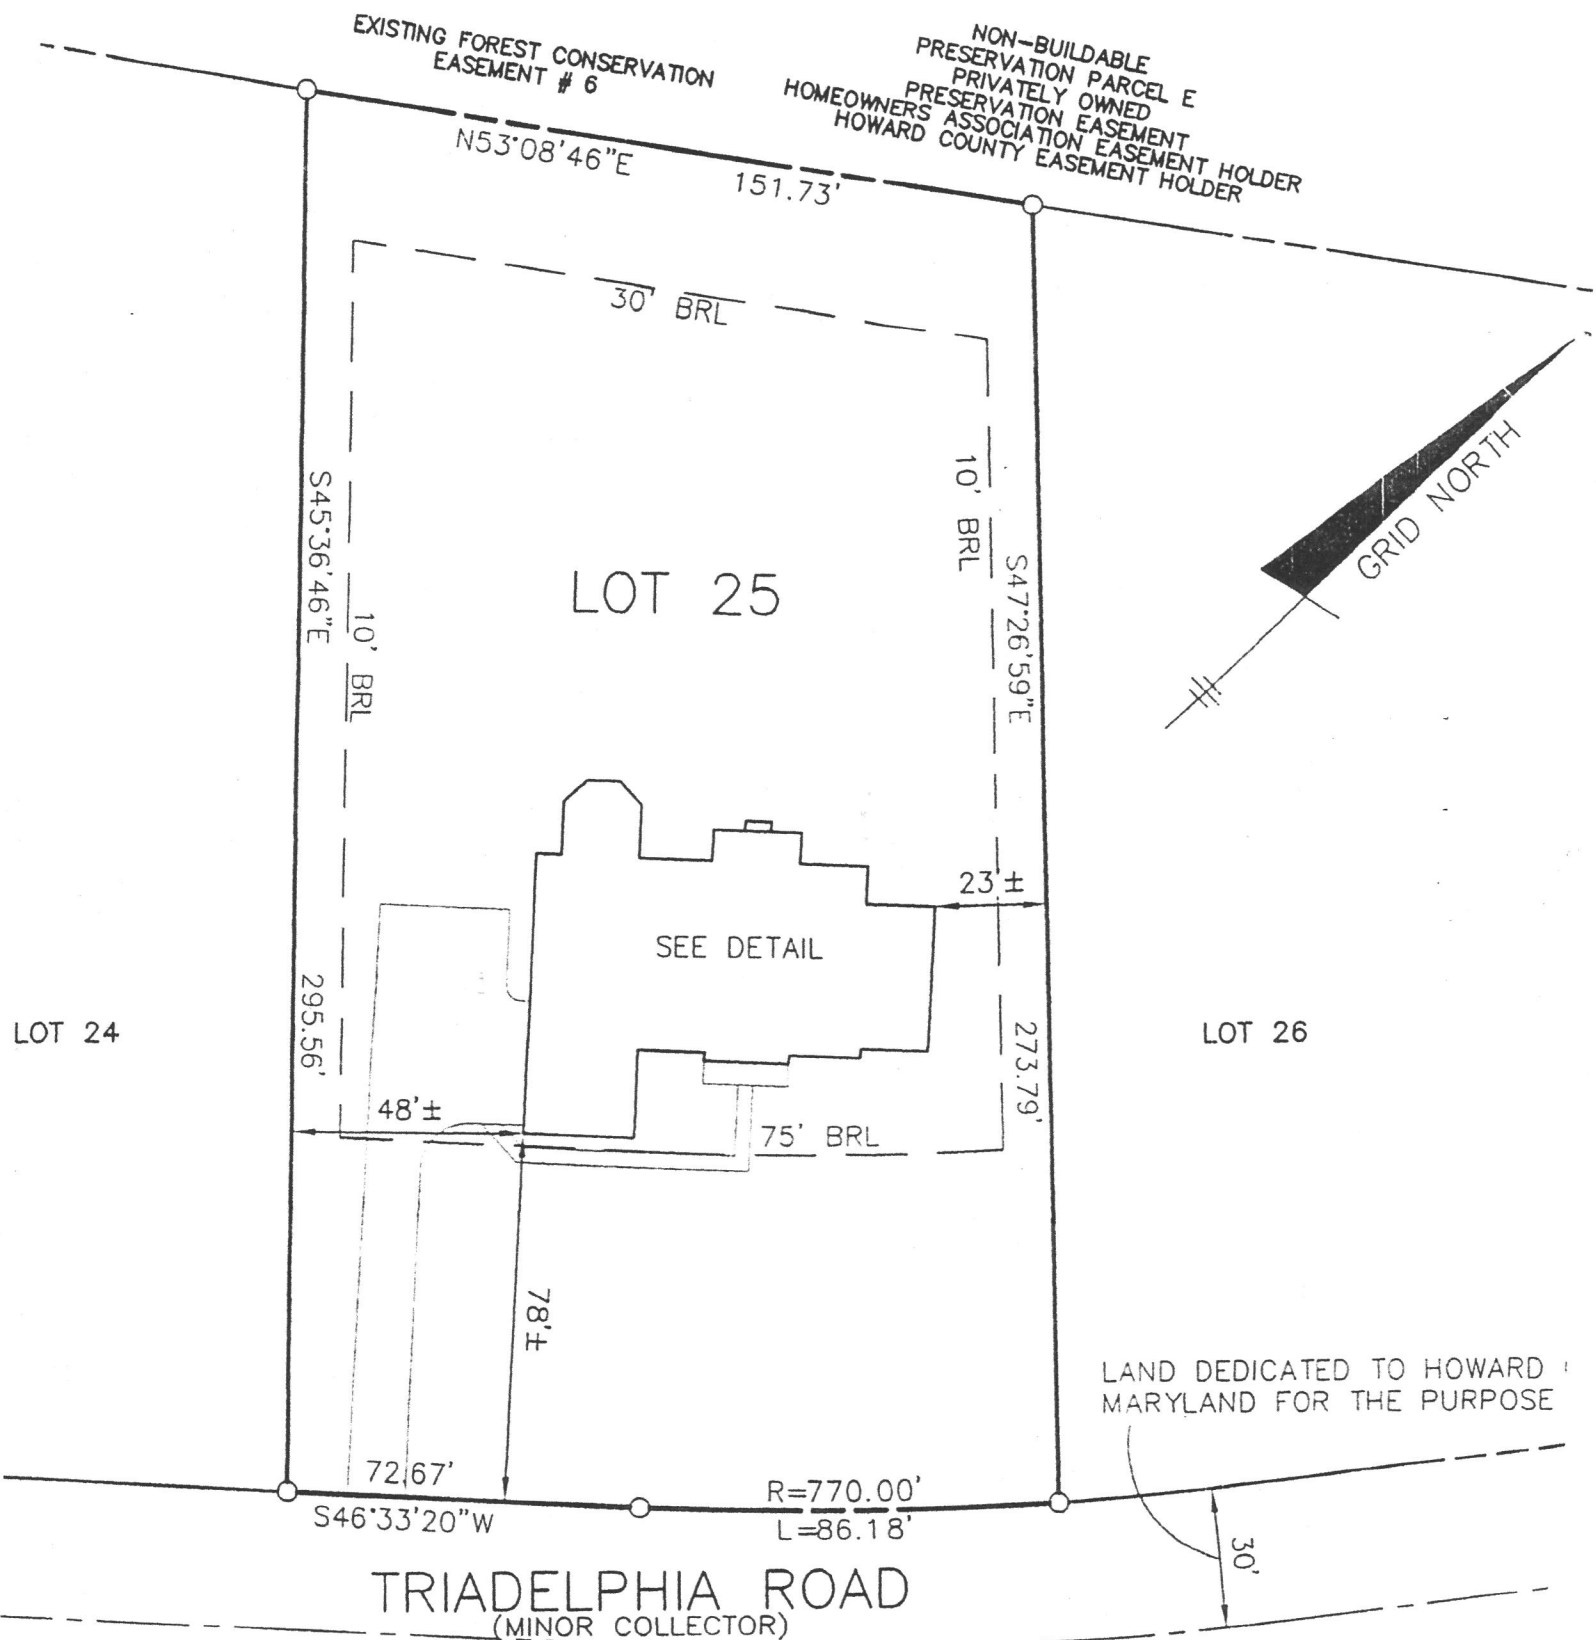 EXISTING FOREST CONSERVATION
EASEMENT # 6
NON-BUILDABLE
PRESERVATION PARCEL E
PRIVATELY OWNED
PRESERVATION EASEMENT
HOMEOWNERS ASSOCIATION EASEMENT HOLDER
HOWARD COUNTY EASEMENT HOLDER
N53°08'46"E
151.73'
30' BRL
10' BRL
S45°36'46"E
10' BRL
S47°26'59"E
GRID NORTH
LOT 25
23'±
SEE DETAIL
295.56'
273.79'
LOT 24
LOT 26
48'±
75' BRL
78'±
LAND DEDICATED TO HOWARD
MARYLAND FOR THE PURPOSE
72.67'
S46°33'20"W
R=770.00'
L=86.18'
30'
TRIADELPHIA ROAD
(MINOR COLLECTOR)